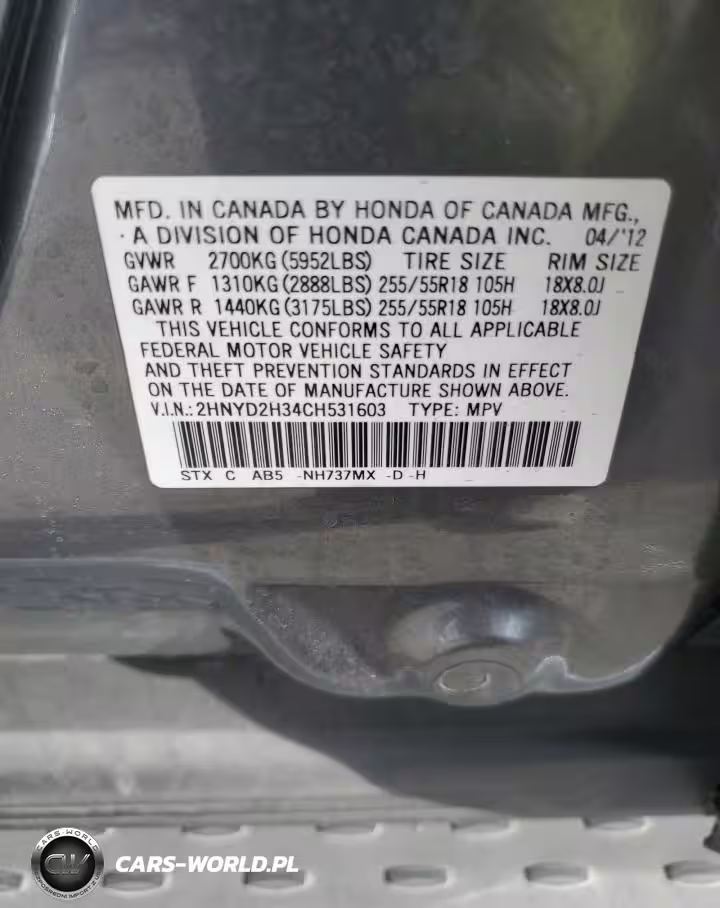 MFD. IN CANADA BY HONDA OF CANADA MFG.,
A DIVISION OF HONDA CANADA INC. 04/'12
GVWR 2700KG (5952LBS) TIRE SIZE RIM SIZE
GAWR F 1310KG (2888LBS) 255/55R18 105H 18X8.0J
GAWR R 1440KG (3175LBS) 255/55R18 105H 18X8.0J
THIS VEHICLE CONFORMS TO ALL APPLICABLE
FEDERAL MOTOR VEHICLE SAFETY
AND THEFT PREVENTION STANDARDS IN EFFECT
ON THE DATE OF MANUFACTURE SHOWN ABOVE.
V.I.N.: 2HNYD2H34CH531603 TYPE: MPV
STX C AB5 -NH737MX -D -H
CARS-WORLD
CW
CARS-WORLD.PL